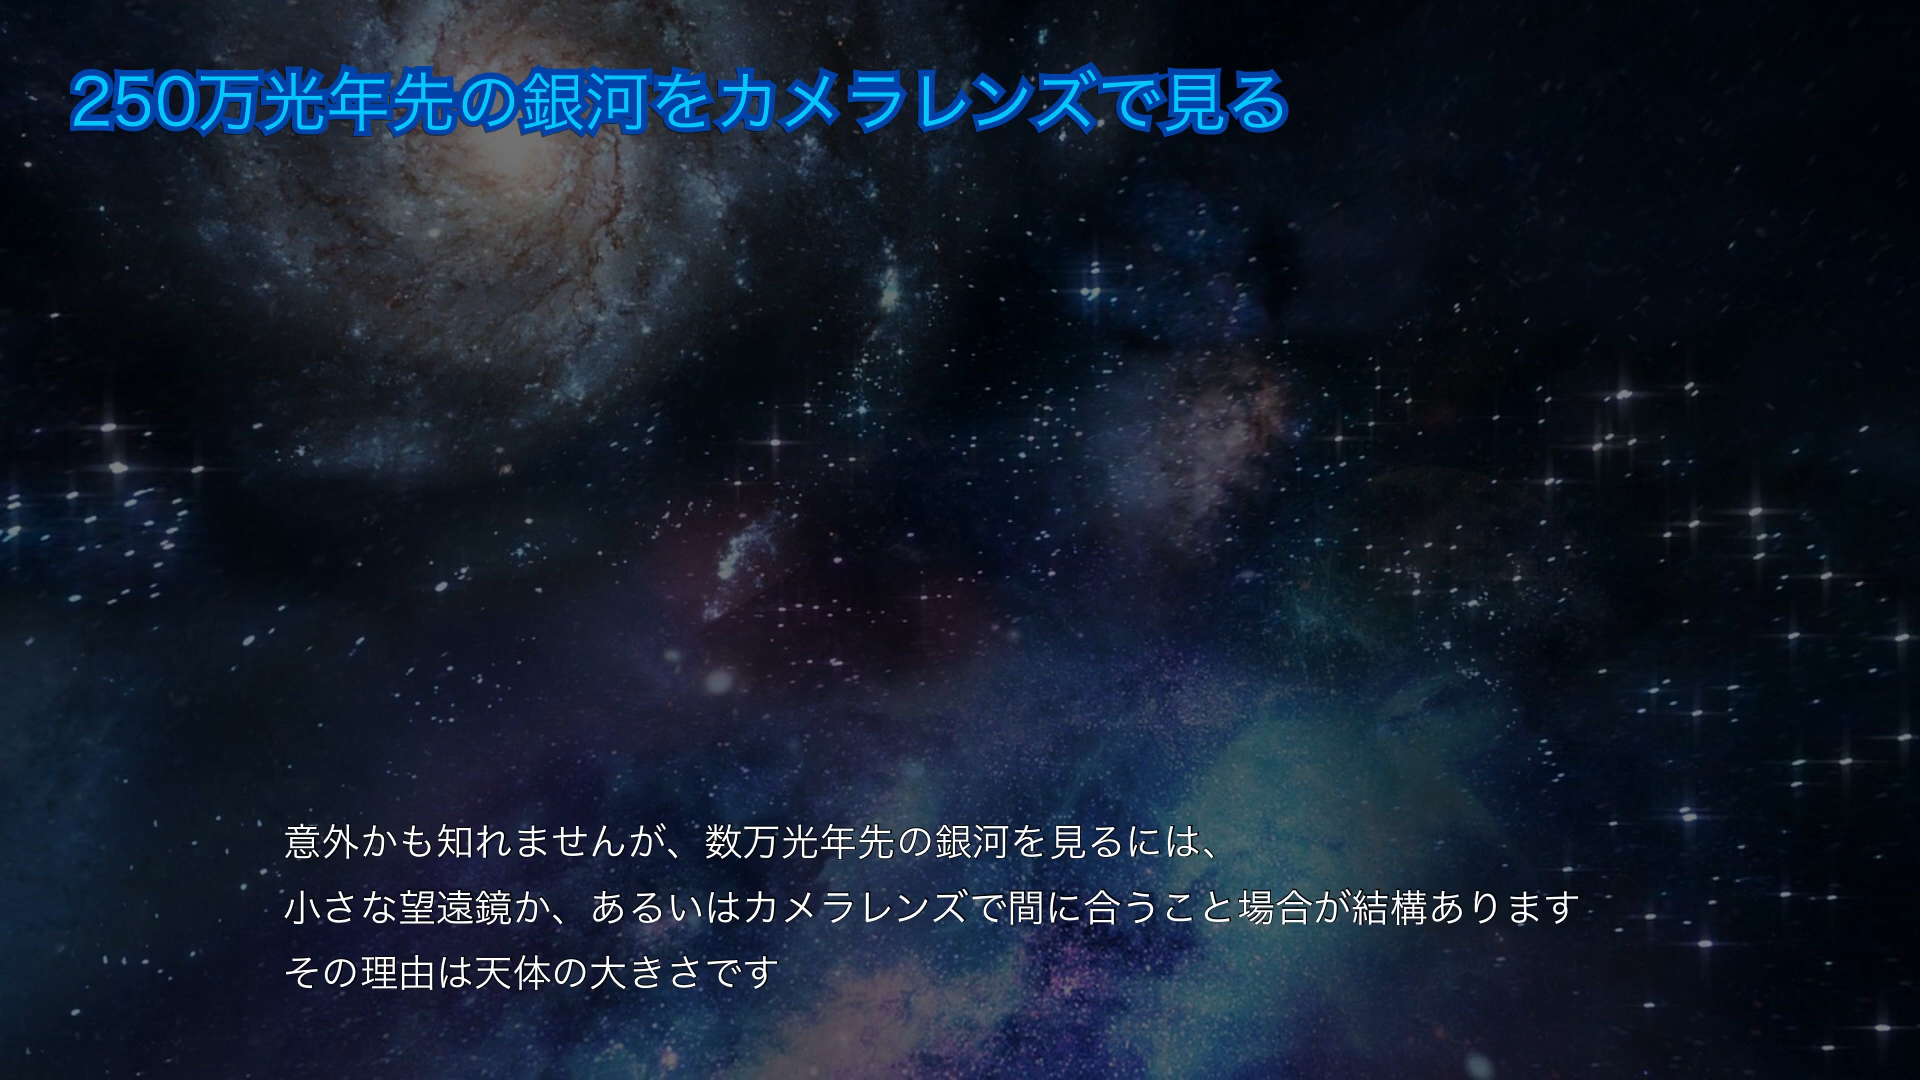 250万光年先の銀河をカメラレンズで見る
意外かも知れませんが、数万光年先の銀河を見るには、
小さな望遠鏡か、あるいはカメラレンズで間に合うこと場合が結構あります
その理由は天体の大きさです